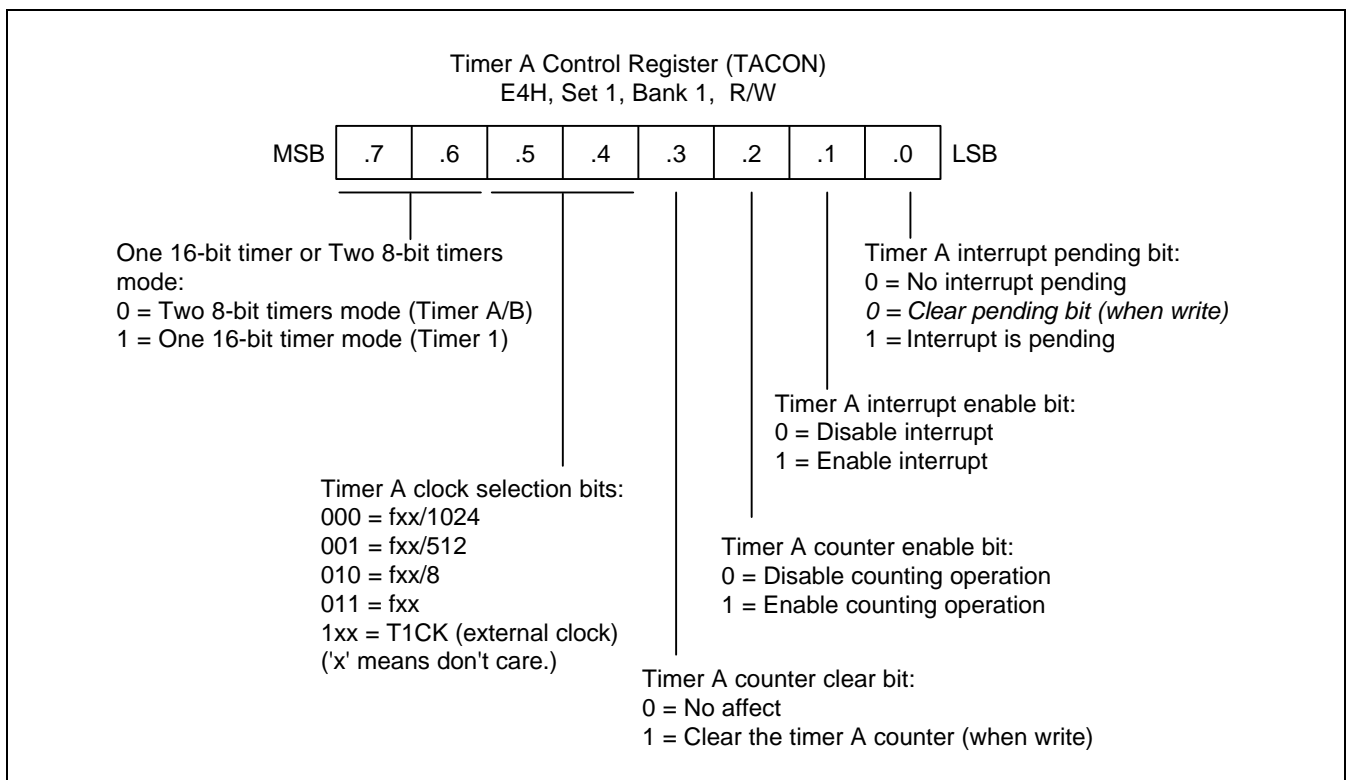 Timer A Control Register (TACON)
E4H, Set 1, Bank 1, R/W
MSB .7 .6 .5 .4 .3 .2 .1 .0 LSB
One 16-bit timer or Two 8-bit timers
mode:
0 = Two 8-bit timers mode (Timer A/B)
1 = One 16-bit timer mode (Timer 1)
Timer A interrupt pending bit:
0 = No interrupt pending
0 = Clear pending bit (when write)
1 = Interrupt is pending
Timer A interrupt enable bit:
0 = Disable interrupt
1 = Enable interrupt
Timer A clock selection bits:
000 = fxx/1024
001 = fxx/512
010 = fxx/8
011 = fxx
1xx = T1CK (external clock)
('x' means don't care.)
Timer A counter enable bit:
0 = Disable counting operation
1 = Enable counting operation
Timer A counter clear bit:
0 = No affect
1 = Clear the timer A counter (when write)